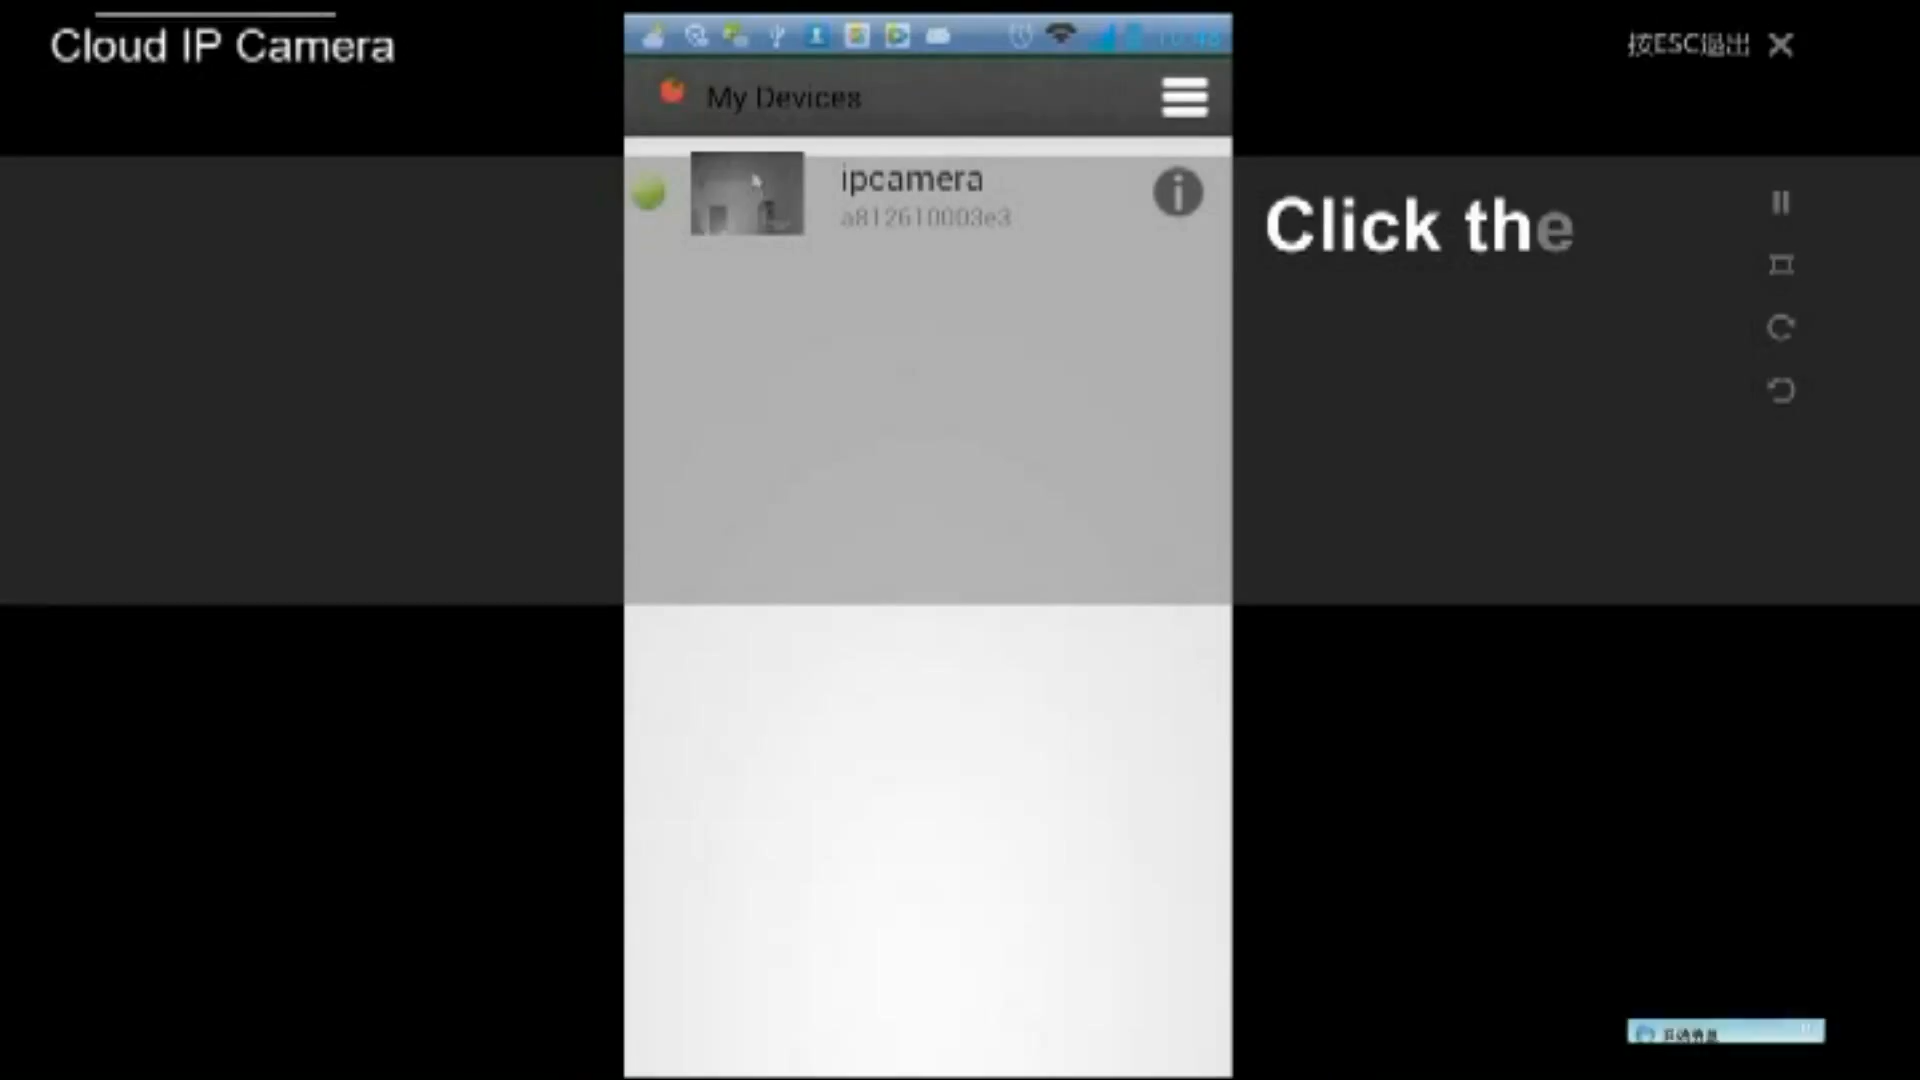 Cloud IP Camera
按ESC退出
My Devices
ipcamera
a812610003e3
Click the